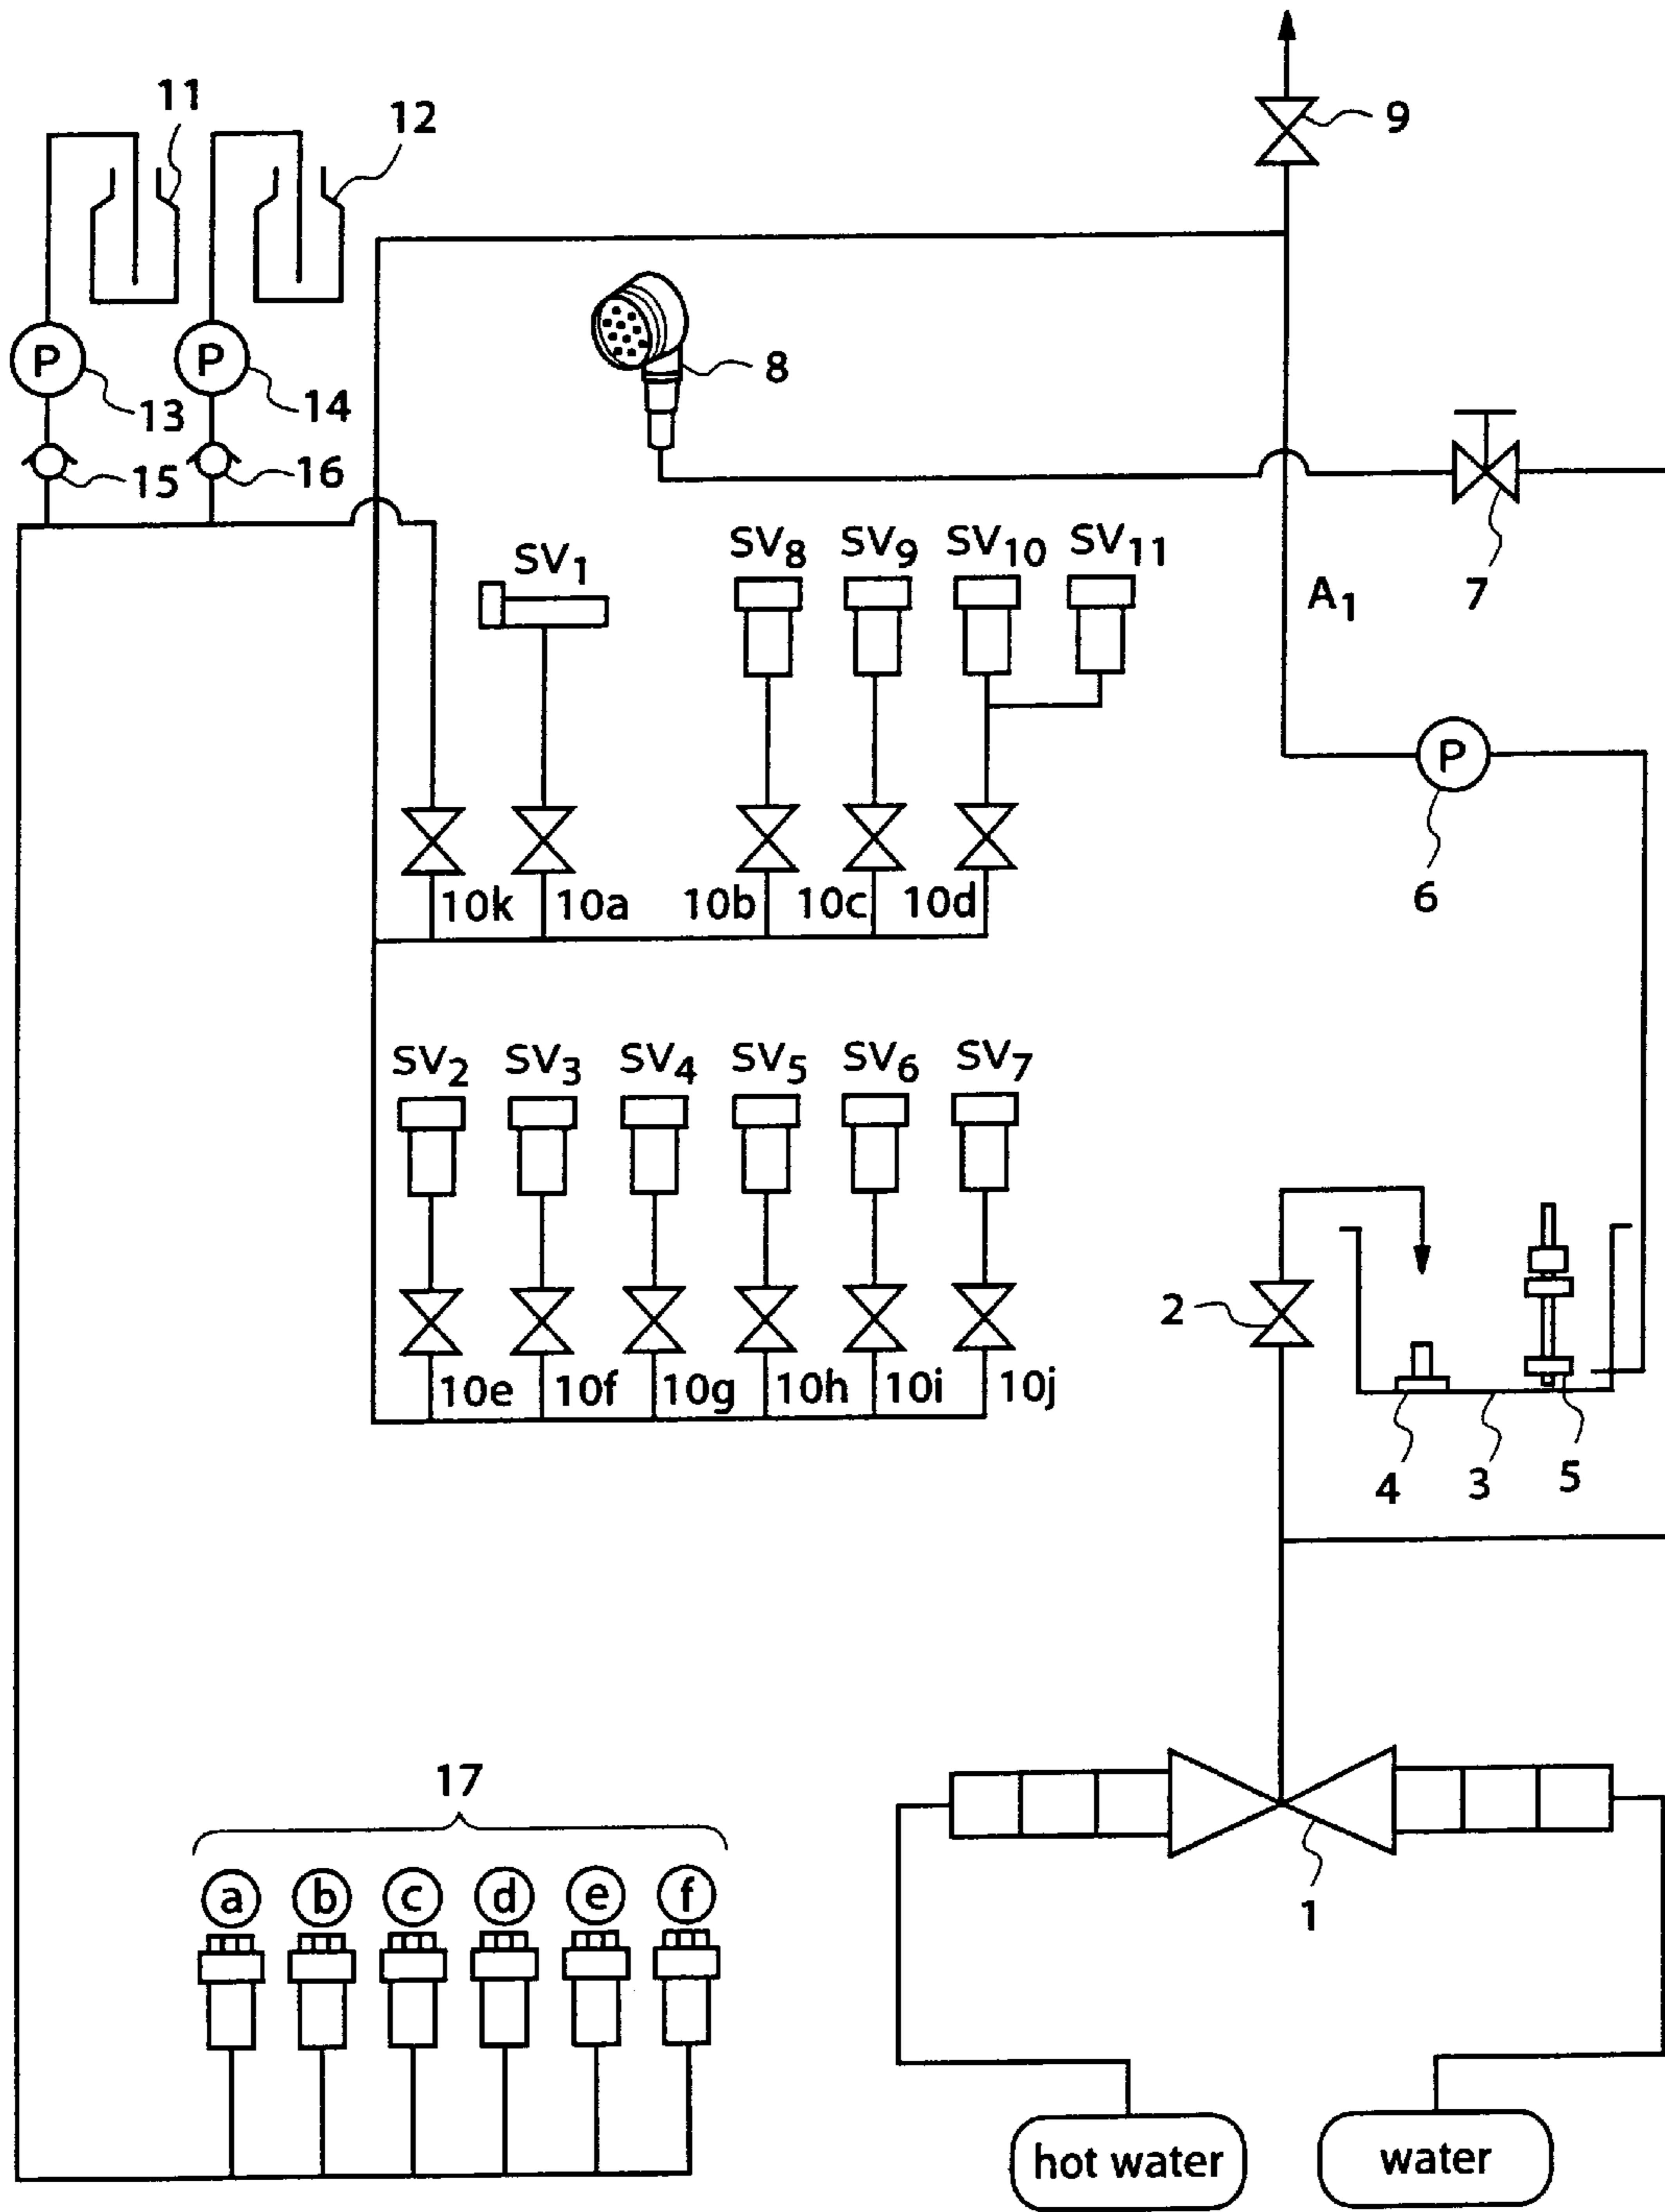 11
12
9
8
P
P
13
14
15
16
7
SV1
SV8
SV9
SV10
SV11
A1
P
6
10k
10a
10b
10c
10d
SV2
SV3
SV4
SV5
SV6
SV7
2
10e
10f
10g
10h
10i
10j
4
3
5
17
a
b
c
d
e
f
1
hot water
water